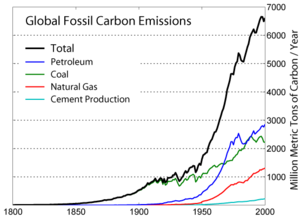 Global Fossil Carbon Emissions
Total
Petroleum
Coal
Natural Gas
Cement Production
7000
6000
5000
4000
3000
2000
1000
0
Million Metric Tons of Carbon / Year
1800
1850
1900
1950
2000